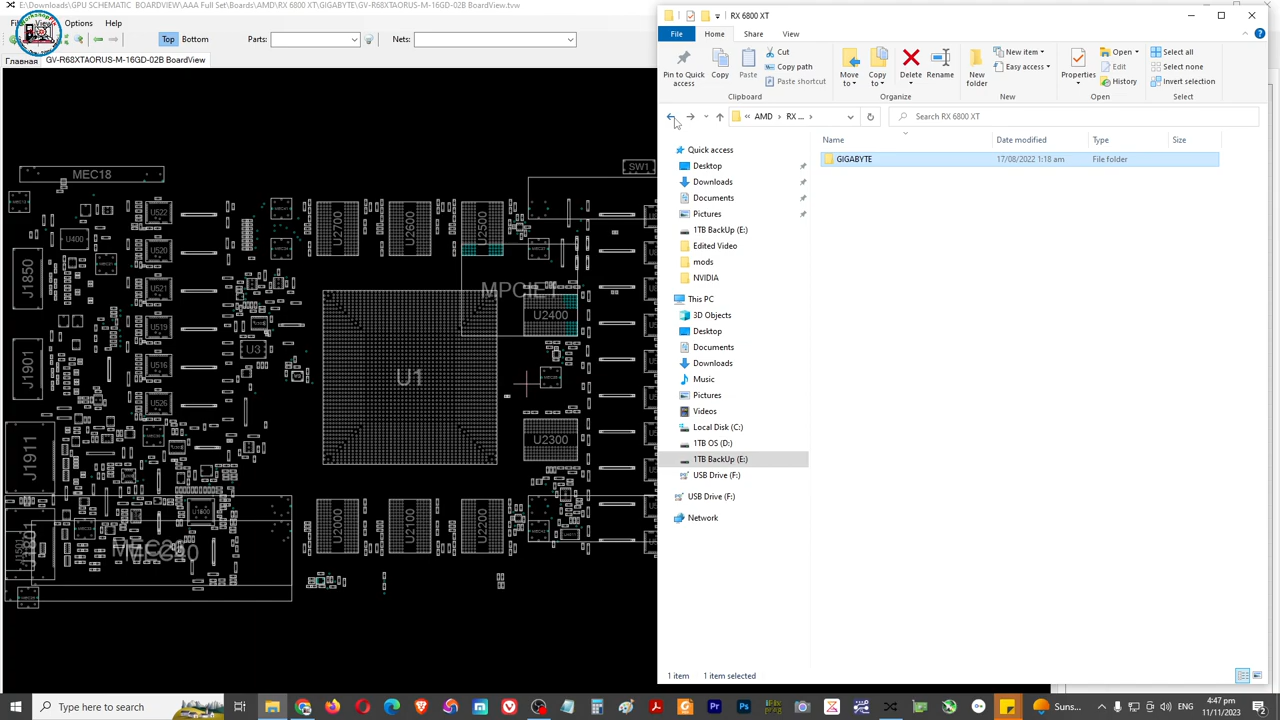 E:\Downloads\GPU.SCHEMATIC_BOARDVIEW\AAA Full Set\Boards\AMD\RX 6800 XT\GIGABYTE\GV-R68XTAORUS-M-16GD-02B BoardView.tvw
View Options Help
Top Bottom Parts: Nets:
Главная GV-R68XTAORUS-M-16GD-02B BoardView
MEC18
SW1
U522
U400
U520
J1850
U521
U519
U3
U516
J1901
U526
J1911
U2700
U2600
U2500
MPCIE1
U2400
U1
U2300
U2000
U2100
U2200
RX 6800 XT
File Home Share View
Pin to Quick access
Copy
Paste
Cut
Copy path
Paste shortcut
Clipboard
Move to
Copy to
Delete
Rename
Organize
New folder
New item
Easy access
New
Properties
Open
Edit
History
Open
Select all
Select none
Invert selection
Select
« AMD › RX ... ›
Search RX 6800 XT
Name Date modified Type Size
GIGABYTE 17/08/2022 1:18 am File folder
Quick access
Desktop
Downloads
Documents
Pictures
1TB BackUp (E:)
Edited Video
mods
NVIDIA
This PC
3D Objects
Desktop
Documents
Downloads
Music
Pictures
Videos
Local Disk (C:)
1TB OS (D:)
1TB BackUp (E:)
USB Drive (F:)
USB Drive (F:)
Network
1 item 1 item selected
Type here to search
Suns...
4:47 pm
11/11/2023